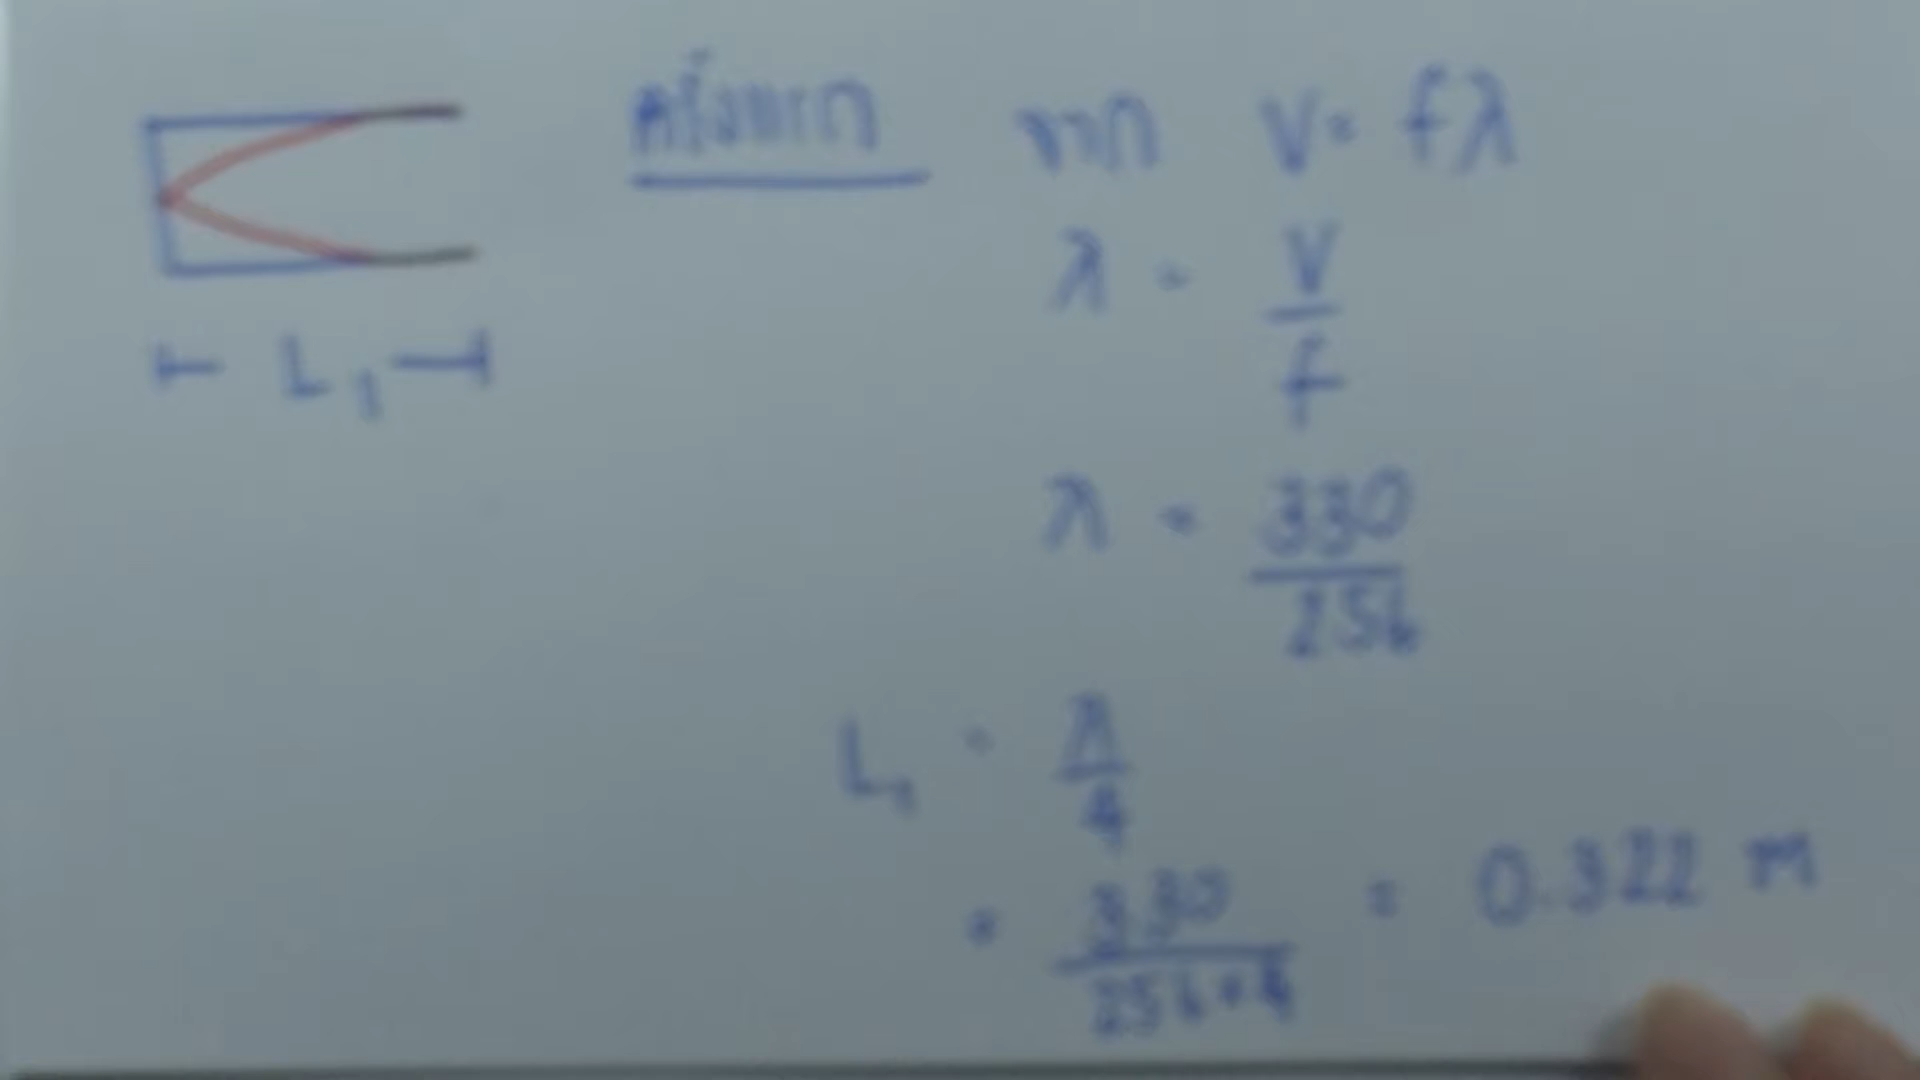 ครั้งแรก จาก V = fλ
λ = V/f
λ = 330/256
L₁
L₁ = λ/4
= 330/256×4 = 0.322 m